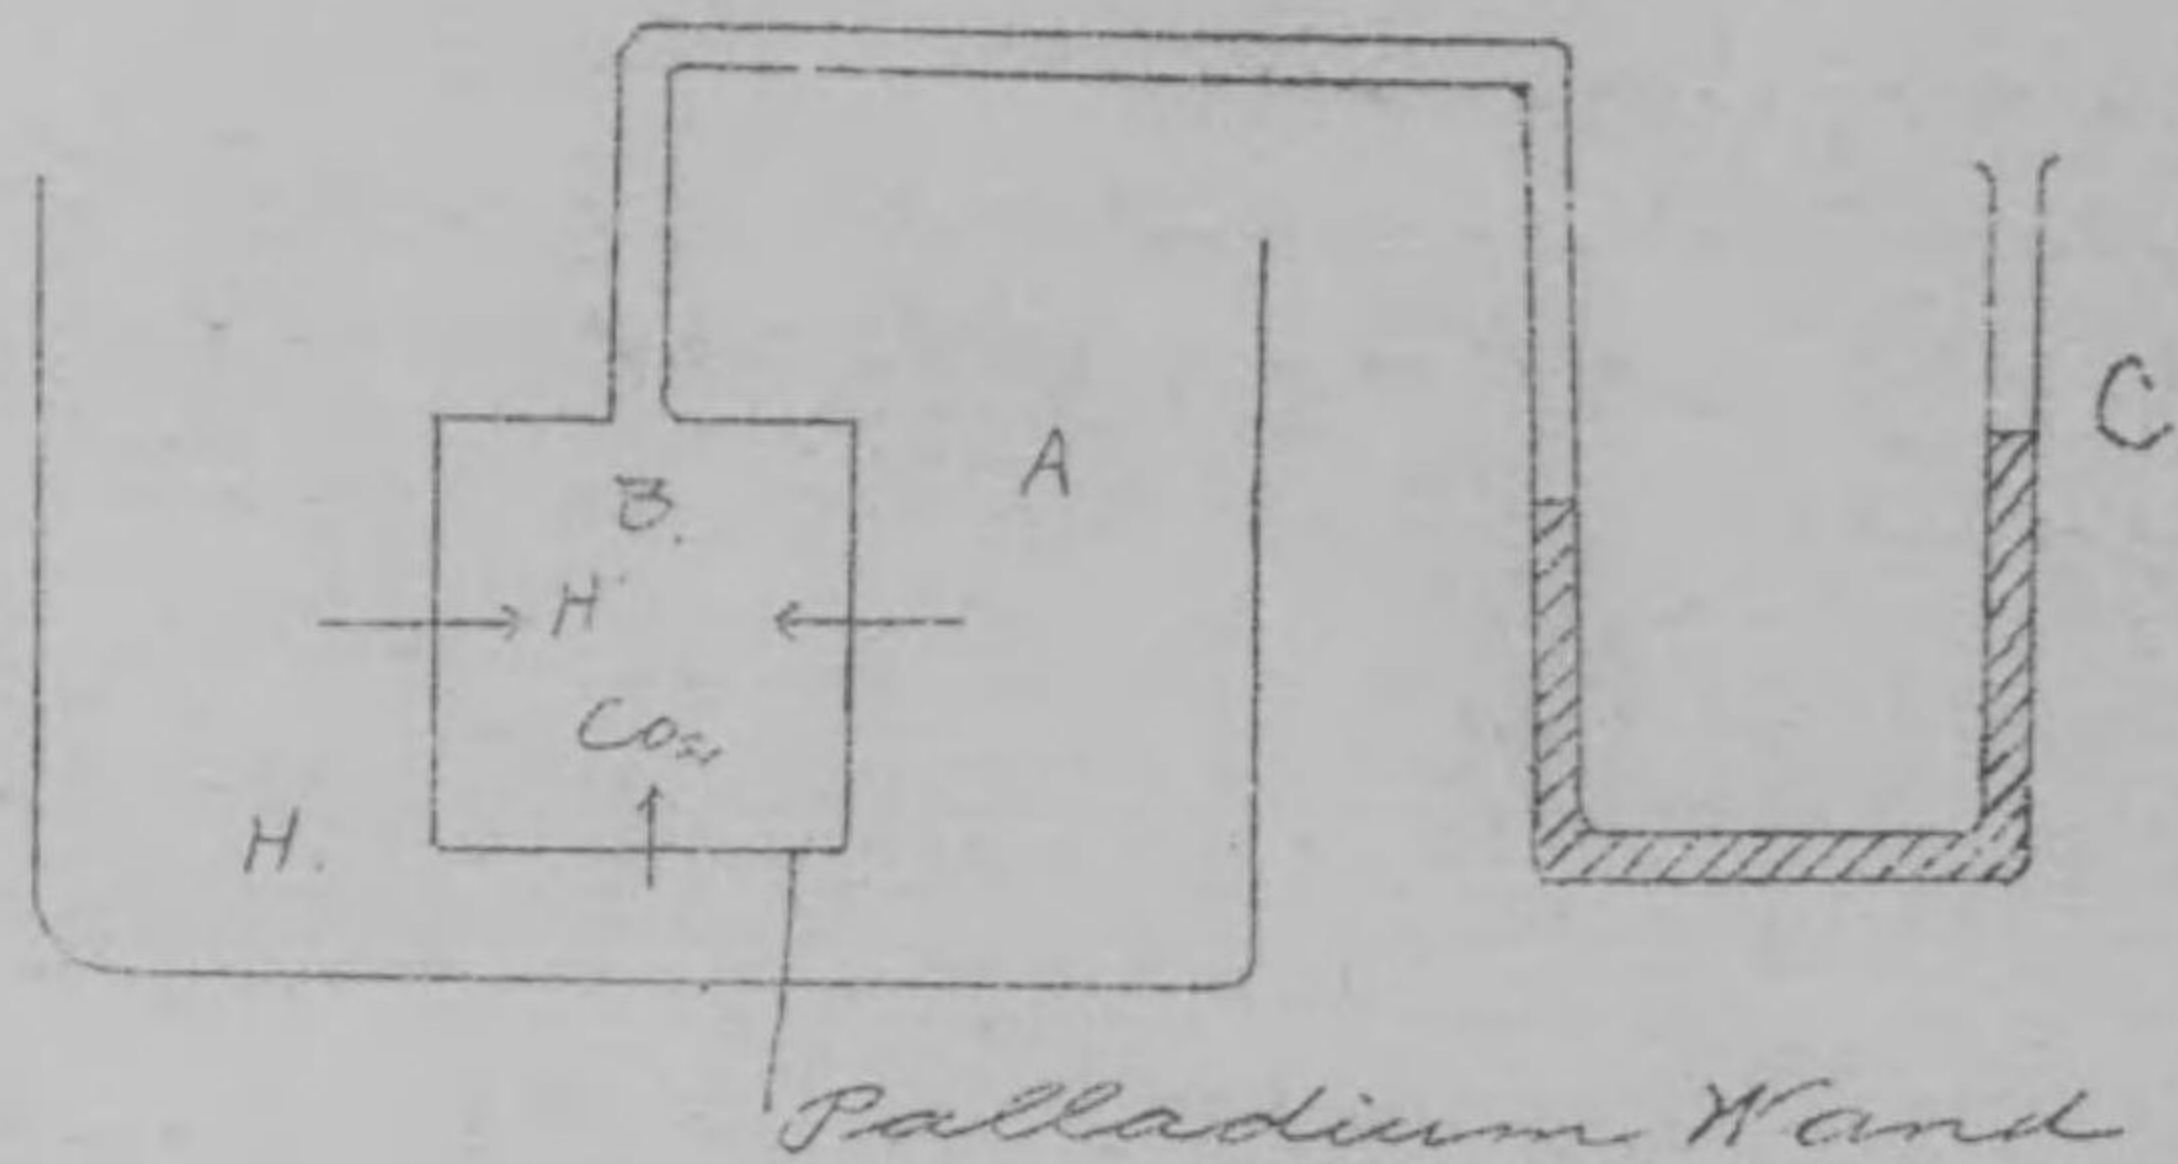 C
A
B.
H
CO₂
H.
Palladium Wand